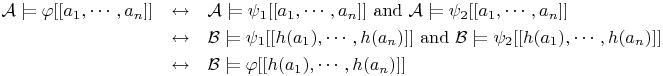 𝒜 ⊨ φ[[a₁, ⋯ , aₙ]] ↔ 𝒜 ⊨ ψ₁[[a₁, ⋯ , aₙ]] and 𝒜 ⊨ ψ₂[[a₁, ⋯ , aₙ]]
↔ ℬ ⊨ ψ₁[[h(a₁), ⋯ , h(aₙ)]] and ℬ ⊨ ψ₂[[h(a₁), ⋯ , h(aₙ)]]
↔ ℬ ⊨ φ[[h(a₁), ⋯ , h(aₙ)]]